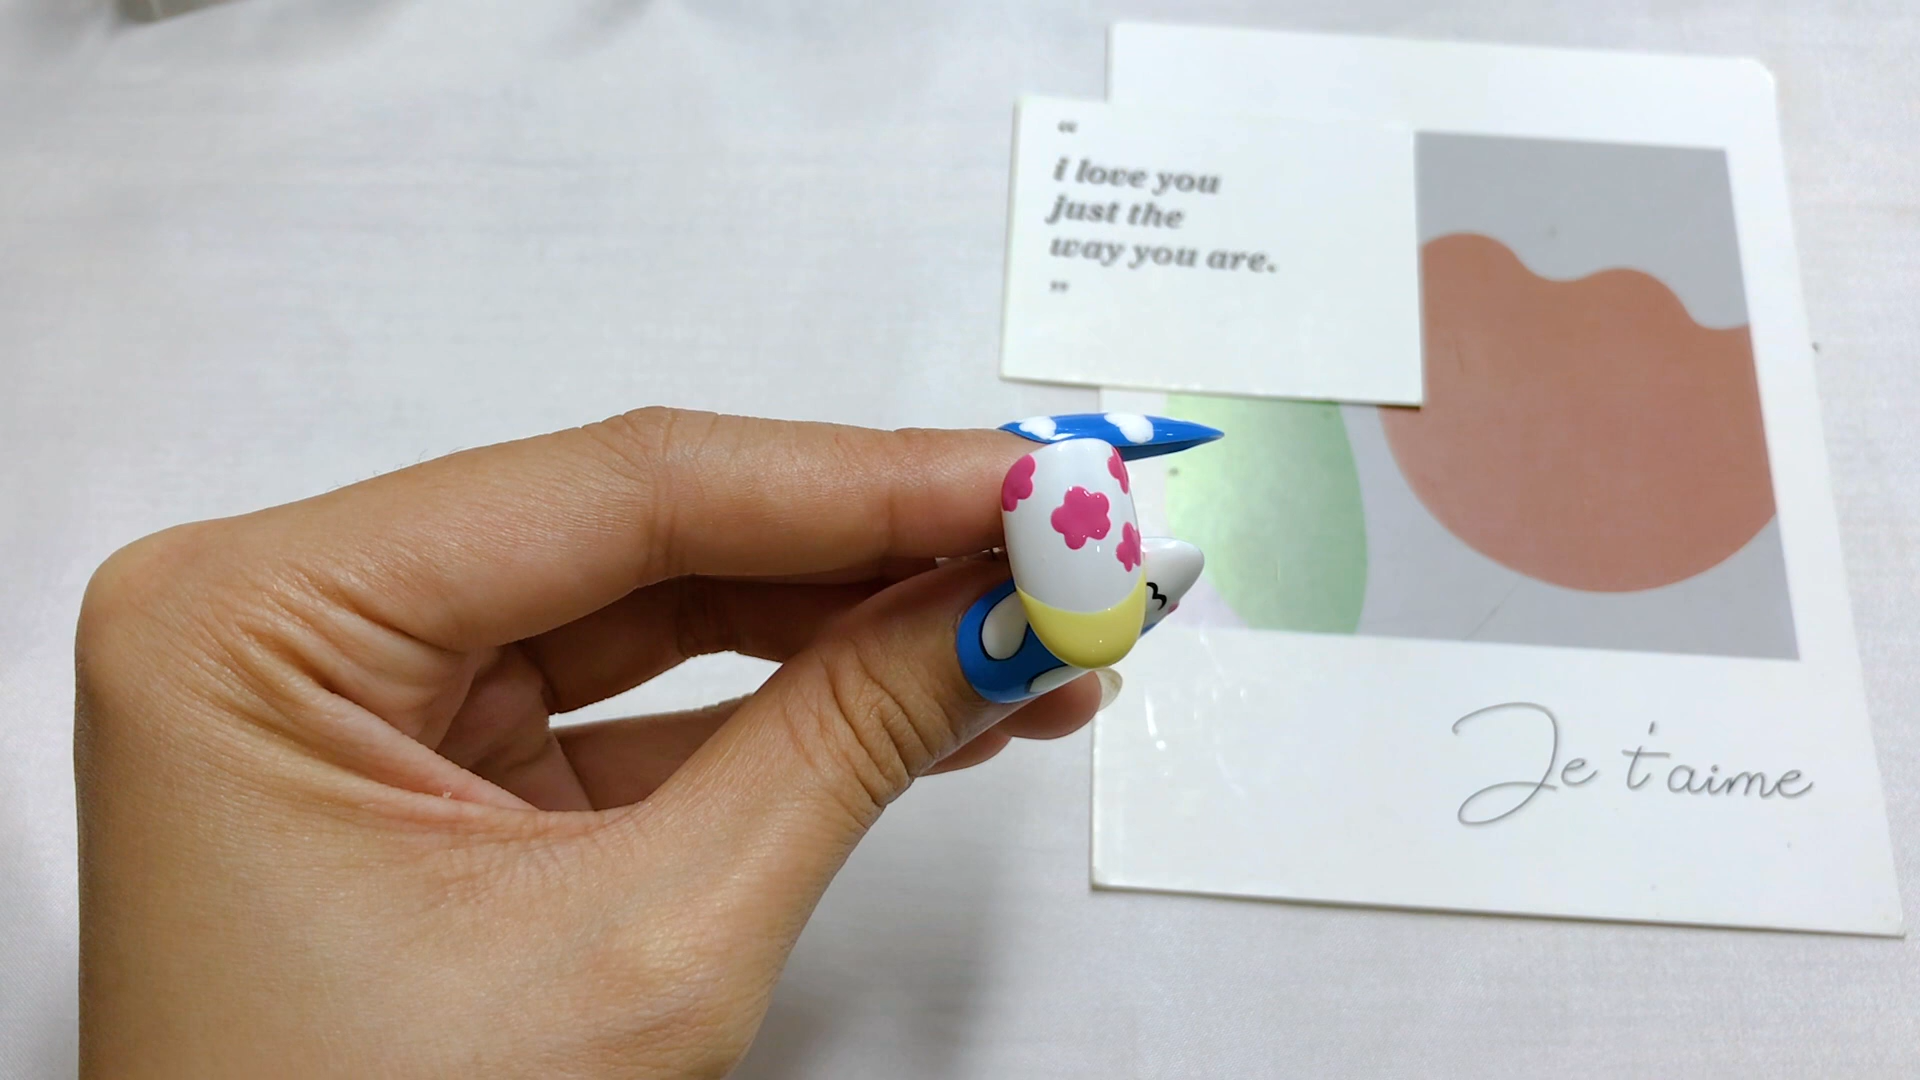 “
i love you
just the
way you are.
”
Je t'aime